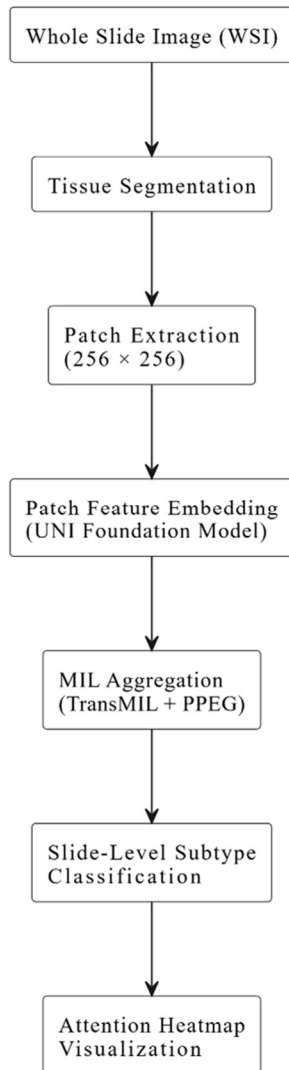 Whole Slide Image (WSI)
Tissue Segmentation
Patch Extraction
(256 × 256)
Patch Feature Embedding
(UNI Foundation Model)
MIL Aggregation
(TransMIL + PPEG)
Slide-Level Subtype
Classification
Attention Heatmap
Visualization